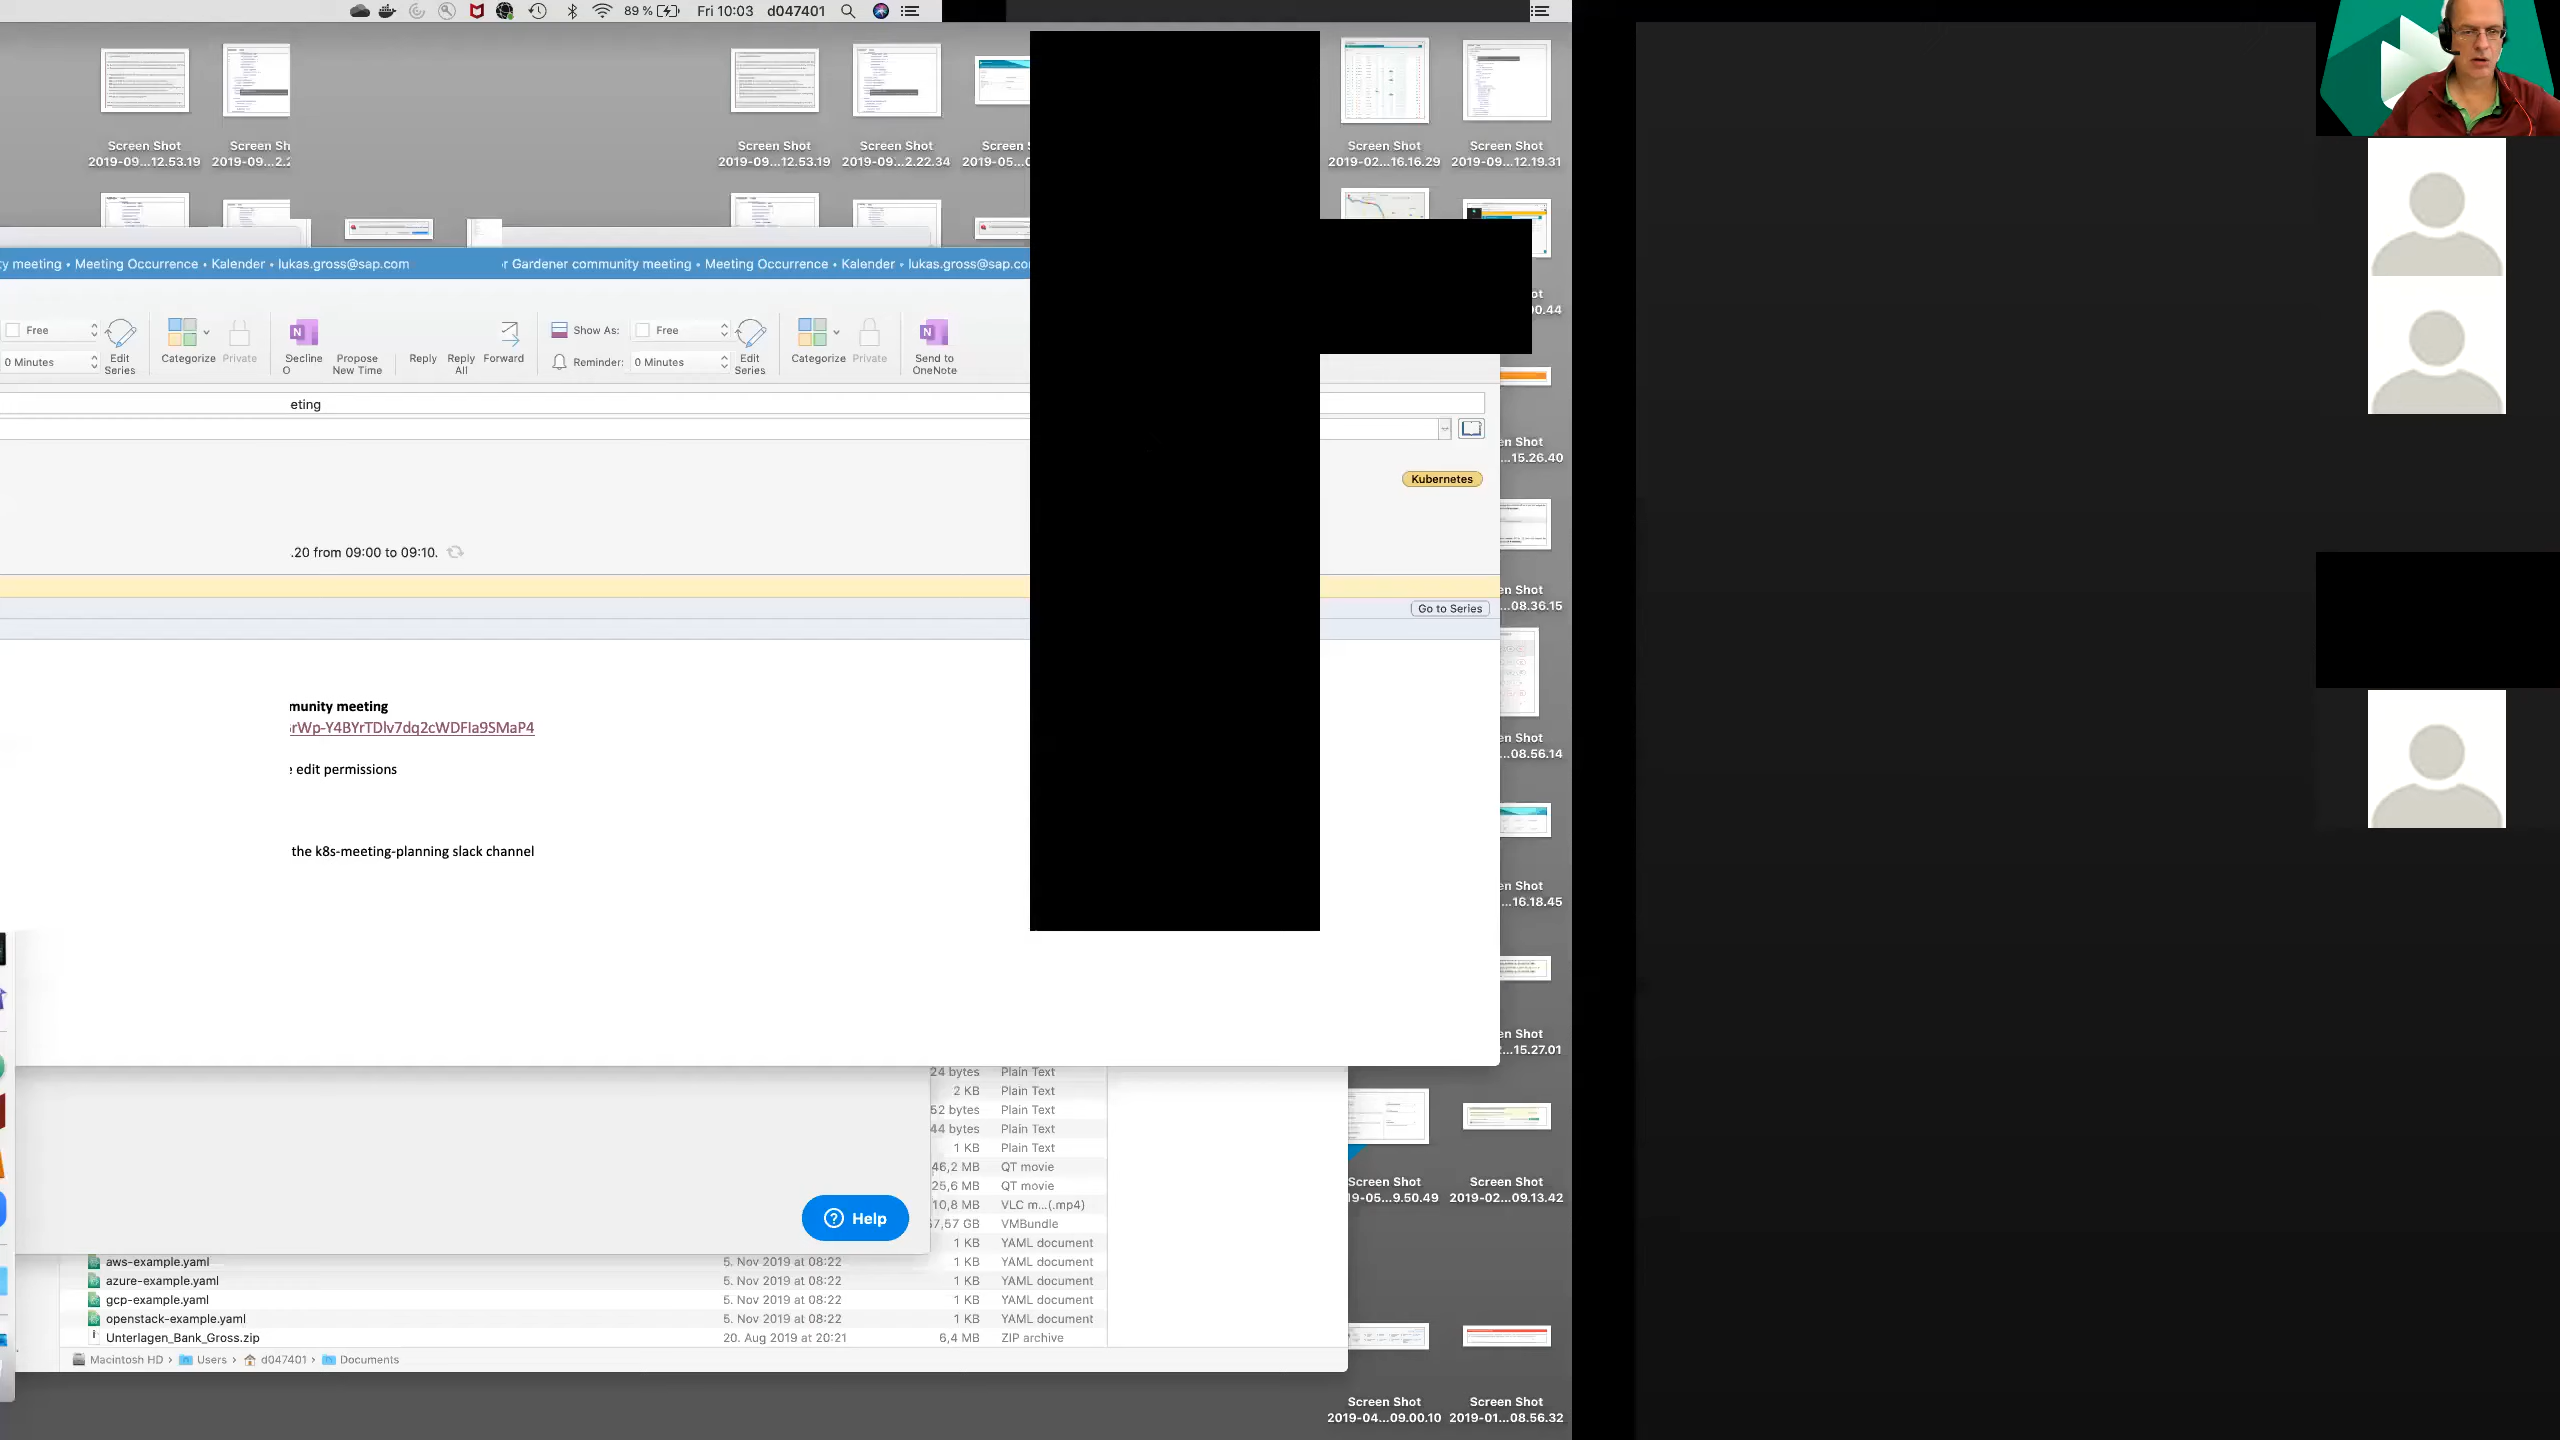 89 % Fri 10:03 d047401
Screen Shot
2019-09...12.53.19
Screen Sh
2019-09...2.2
Screen Shot
2019-09...12.53.19
Screen Shot
2019-09...2.22.34
Screen
2019-05...0
Screen Shot
2019-02...16.16.29
Screen Shot
2019-09...12.19.31
y meeting • Meeting Occurrence • Kalender • lukas.gross@sap.com
r Gardener community meeting • Meeting Occurrence • Kalender • lukas.gross@sap.co
ot
00.44
Free
0 Minutes
Edit
Series
Categorize
Private
Decline
O
Propose
New Time
Reply
Reply
All
Forward
Show As:
Free
Reminder:
0 Minutes
Edit
Series
Categorize
Private
Send to
OneNote
eting
en Shot
...15.26.40
Kubernetes
.20 from 09:00 to 09:10.
Go to Series
en Shot
...08.36.15
munity meeting
rWp-Y4BYrTDlv7dq2cWDFla9SMaP4
edit permissions
en Shot
...08.56.14
the k8s-meeting-planning slack channel
en Shot
...16.18.45
en Shot
...15.27.01
24 bytes Plain Text
2 KB Plain Text
52 bytes Plain Text
44 bytes Plain Text
1 KB Plain Text
46,2 MB QT movie
25,6 MB QT movie
10,8 MB VLC m...(.mp4)
7,57 GB VMBundle
1 KB YAML document
Help
Screen Shot
19-05...9.50.49
Screen Shot
2019-02...09.13.42
aws-example.yaml 5. Nov 2019 at 08:22 1 KB YAML document
azure-example.yaml 5. Nov 2019 at 08:22 1 KB YAML document
gcp-example.yaml 5. Nov 2019 at 08:22 1 KB YAML document
openstack-example.yaml 5. Nov 2019 at 08:22 1 KB YAML document
Unterlagen_Bank_Gross.zip 20. Aug 2019 at 20:21 6,4 MB ZIP archive
Macintosh HD › Users › d047401 › Documents
Screen Shot
2019-04...09.00.10
Screen Shot
2019-01...08.56.32